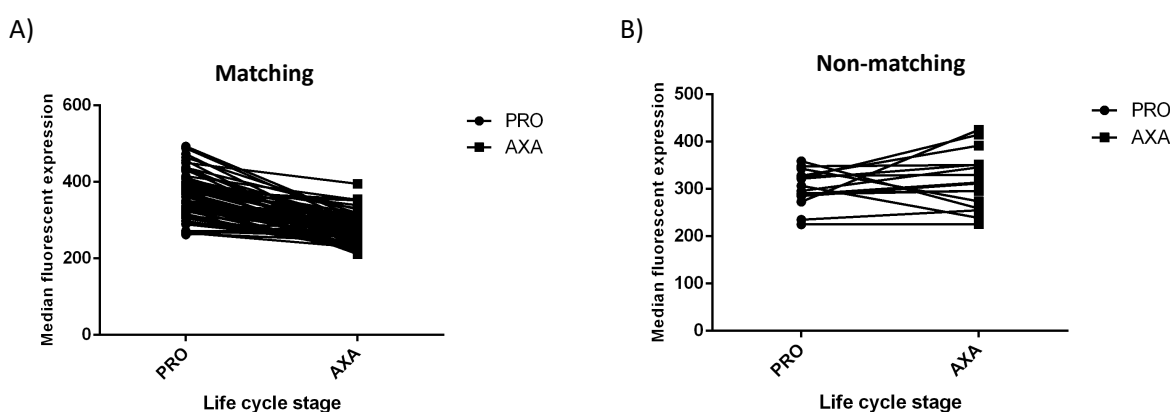 A)
Matching
Median fluorescent expression
600
400
200
0
PRO
AXA
Life cycle stage
PRO
AXA
B)
Non-matching
Median fluorescent expression
500
400
300
200
100
0
PRO
AXA
Life cycle stage
PRO
AXA